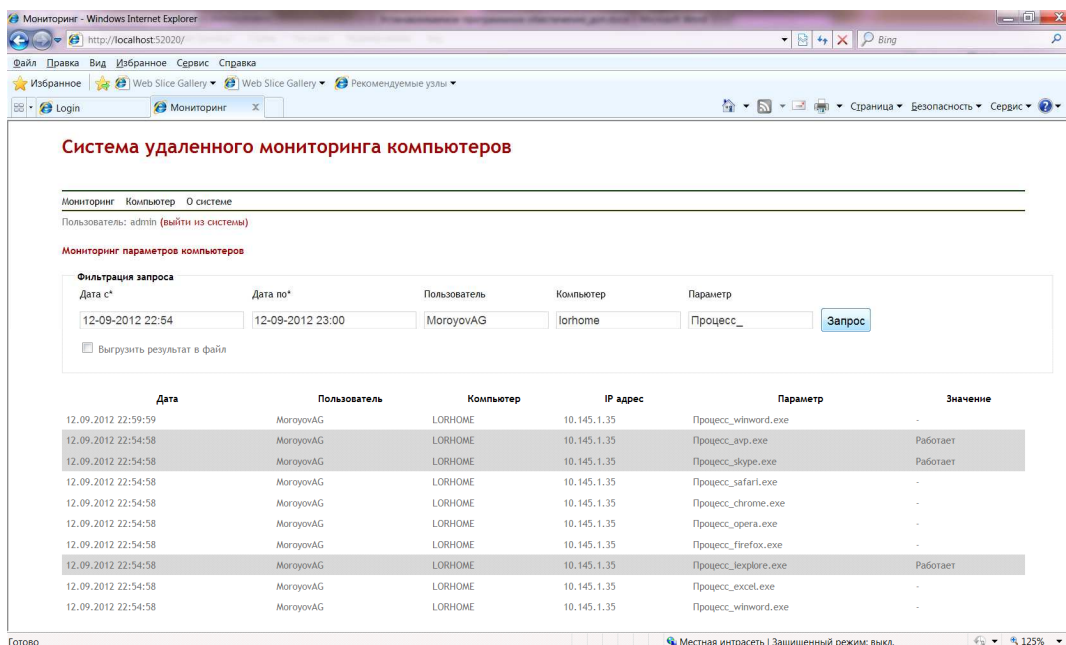 Мониторинг - Windows Internet Explorer
http://localhost:52020/
Bing
Файл Правка Вид Избранное Сервис Справка
Избранное Web Slice Gallery Web Slice Gallery Рекомендуемые узлы
Login Мониторинг x Страница Безопасность Сервис
Система удаленного мониторинга компьютеров
Мониторинг Компьютер О системе
Пользователь: admin (выйти из системы)
Мониторинг параметров компьютеров
Фильтрация запроса
Дата с* Дата по* Пользователь Компьютер Параметр
12-09-2012 22:54 12-09-2012 23:00 MoroyovAG lorhome Процесс_ Запрос
Выгрузить результат в файл
Дата Пользователь Компьютер IP адрес Параметр Значение
12.09.2012 22:59:59 MoroyovAG LORHOME 10.145.1.35 Процесс_winword.exe -
12.09.2012 22:54:58 MoroyovAG LORHOME 10.145.1.35 Процесс_avp.exe Работает
12.09.2012 22:54:58 MoroyovAG LORHOME 10.145.1.35 Процесс_skype.exe Работает
12.09.2012 22:54:58 MoroyovAG LORHOME 10.145.1.35 Процесс_safari.exe -
12.09.2012 22:54:58 MoroyovAG LORHOME 10.145.1.35 Процесс_chrome.exe -
12.09.2012 22:54:58 MoroyovAG LORHOME 10.145.1.35 Процесс_opera.exe -
12.09.2012 22:54:58 MoroyovAG LORHOME 10.145.1.35 Процесс_firefox.exe -
12.09.2012 22:54:58 MoroyovAG LORHOME 10.145.1.35 Процесс_iexplore.exe Работает
12.09.2012 22:54:58 MoroyovAG LORHOME 10.145.1.35 Процесс_excel.exe -
12.09.2012 22:54:58 MoroyovAG LORHOME 10.145.1.35 Процесс_winword.exe -
Готово Местная интрасеть | Защищенный режим: выкл. 125%